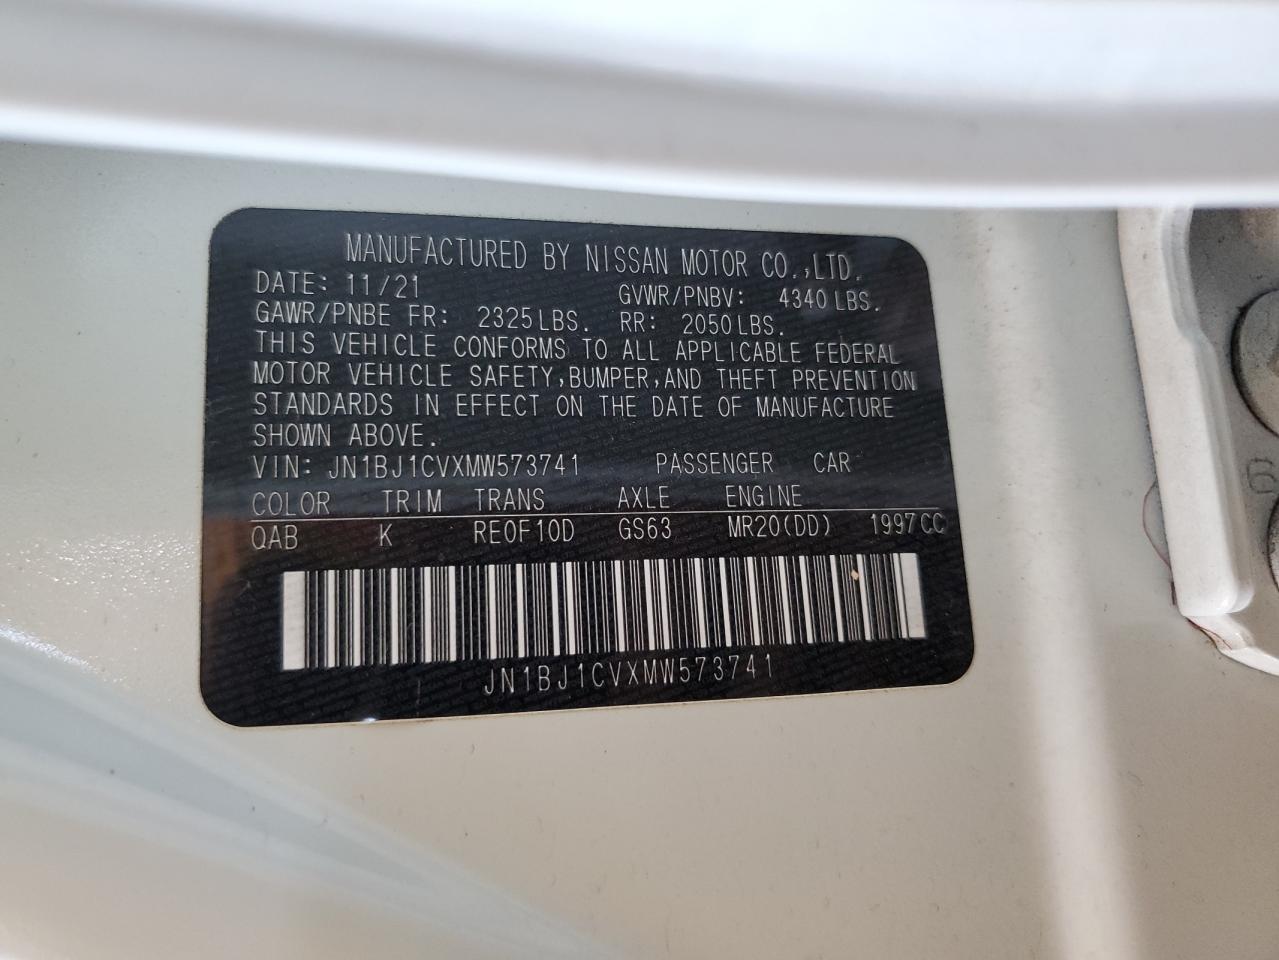 MANUFACTURED BY NISSAN MOTOR CO.,LTD.
DATE: 11/21 GVWR/PNBV: 4340 LBS.
GAWR/PNBE FR: 2325 LBS. RR: 2050 LBS.
THIS VEHICLE CONFORMS TO ALL APPLICABLE FEDERAL
MOTOR VEHICLE SAFETY,BUMPER,AND THEFT PREVENTION
STANDARDS IN EFFECT ON THE DATE OF MANUFACTURE
SHOWN ABOVE.
VIN: JN1BJ1CVXMW573741 PASSENGER CAR
COLOR TRIM TRANS AXLE ENGINE
QAB K RE0F10D GS63 MR20(DD) 1997 CC
JN1BJ1CVXMW573741
6